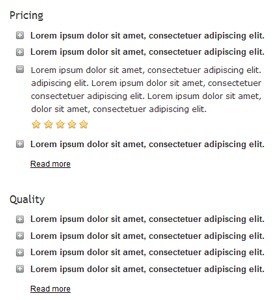 Pricing
Lorem ipsum dolor sit amet, consectetuer adipiscing elit.
Lorem ipsum dolor sit amet, consectetuer adipiscing elit.
Lorem ipsum dolor sit amet, consectetuer adipiscing elit.
adipiscing elit. Lorem ipsum dolor sit amet, consectetuer
consectetuer adipiscing elit. Lorem ipsum dolor sit amet,
dolor sit amet, consectetuer adipiscing elit.
Lorem ipsum dolor sit amet, consectetuer adipiscing elit.
Read more
Quality
Lorem ipsum dolor sit amet, consectetuer adipiscing elit.
Lorem ipsum dolor sit amet, consectetuer adipiscing elit.
Lorem ipsum dolor sit amet, consectetuer adipiscing elit.
Lorem ipsum dolor sit amet, consectetuer adipiscing elit.
Read more